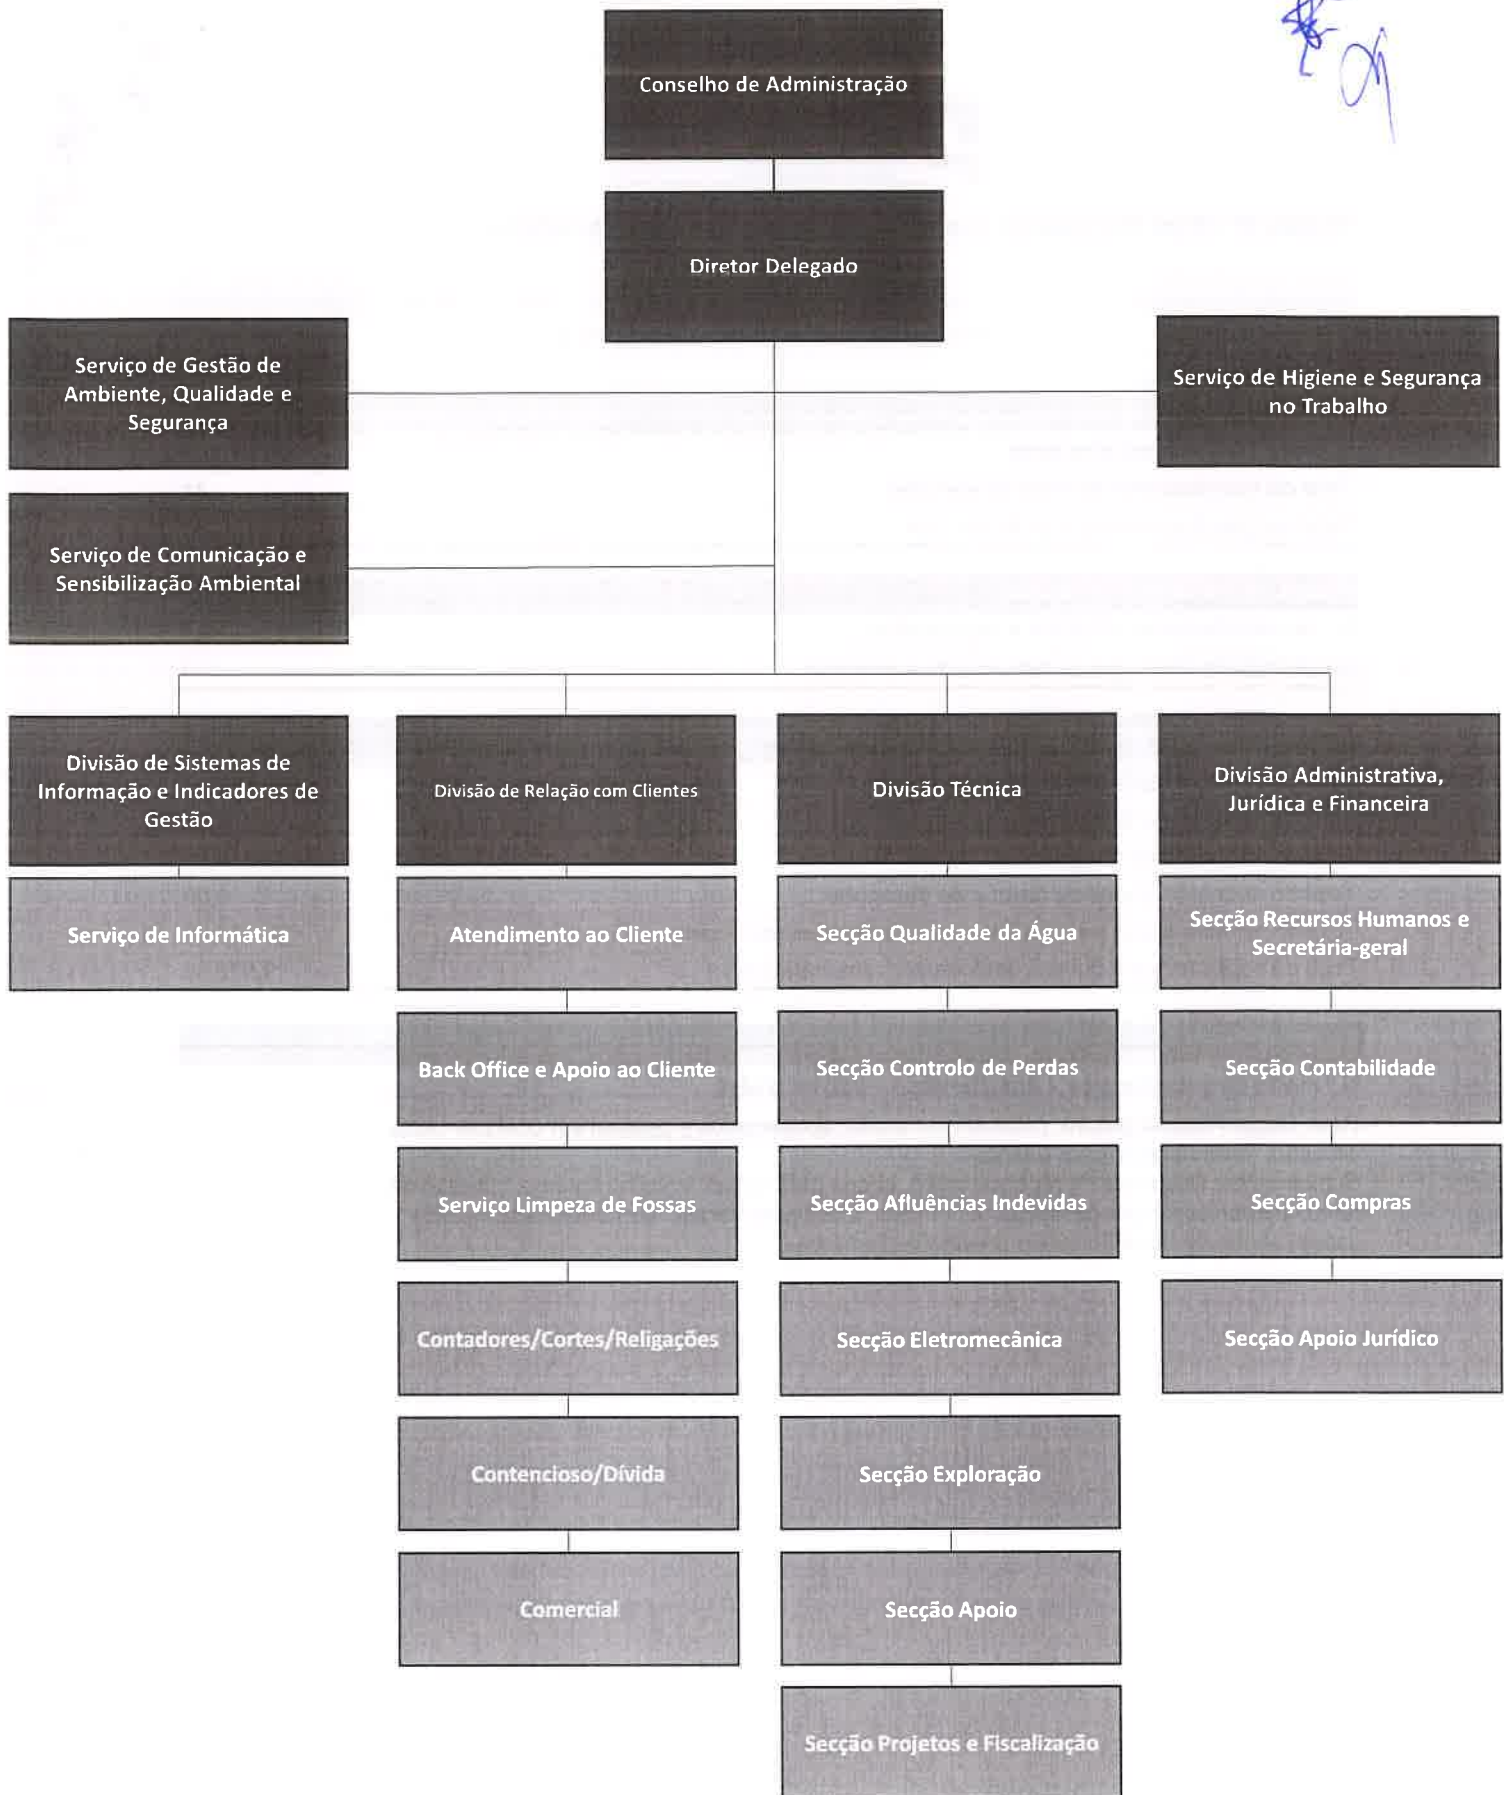 Conselho de Administração
Diretor Delegado
Serviço de Gestão de
Ambiente, Qualidade e
Segurança
Serviço de Higiene e Segurança
no Trabalho
Serviço de Comunicação e
Sensibilização Ambiental
Divisão de Sistemas de
Informação e Indicadores de
Gestão
Serviço de Informática
Divisão de Relação com Clientes
Atendimento ao Cliente
Back Office e Apoio ao Cliente
Serviço Limpeza de Fossas
Contadores/Cortes/Religações
Contencioso/Dívida
Comercial
Divisão Técnica
Secção Qualidade da Água
Secção Controlo de Perdas
Secção Afluências Indevidas
Secção Eletromecânica
Secção Exploração
Secção Apoio
Secção Projetos e Fiscalização
Divisão Administrativa,
Jurídica e Financeira
Secção Recursos Humanos e
Secretária-geral
Secção Contabilidade
Secção Compras
Secção Apoio Jurídico